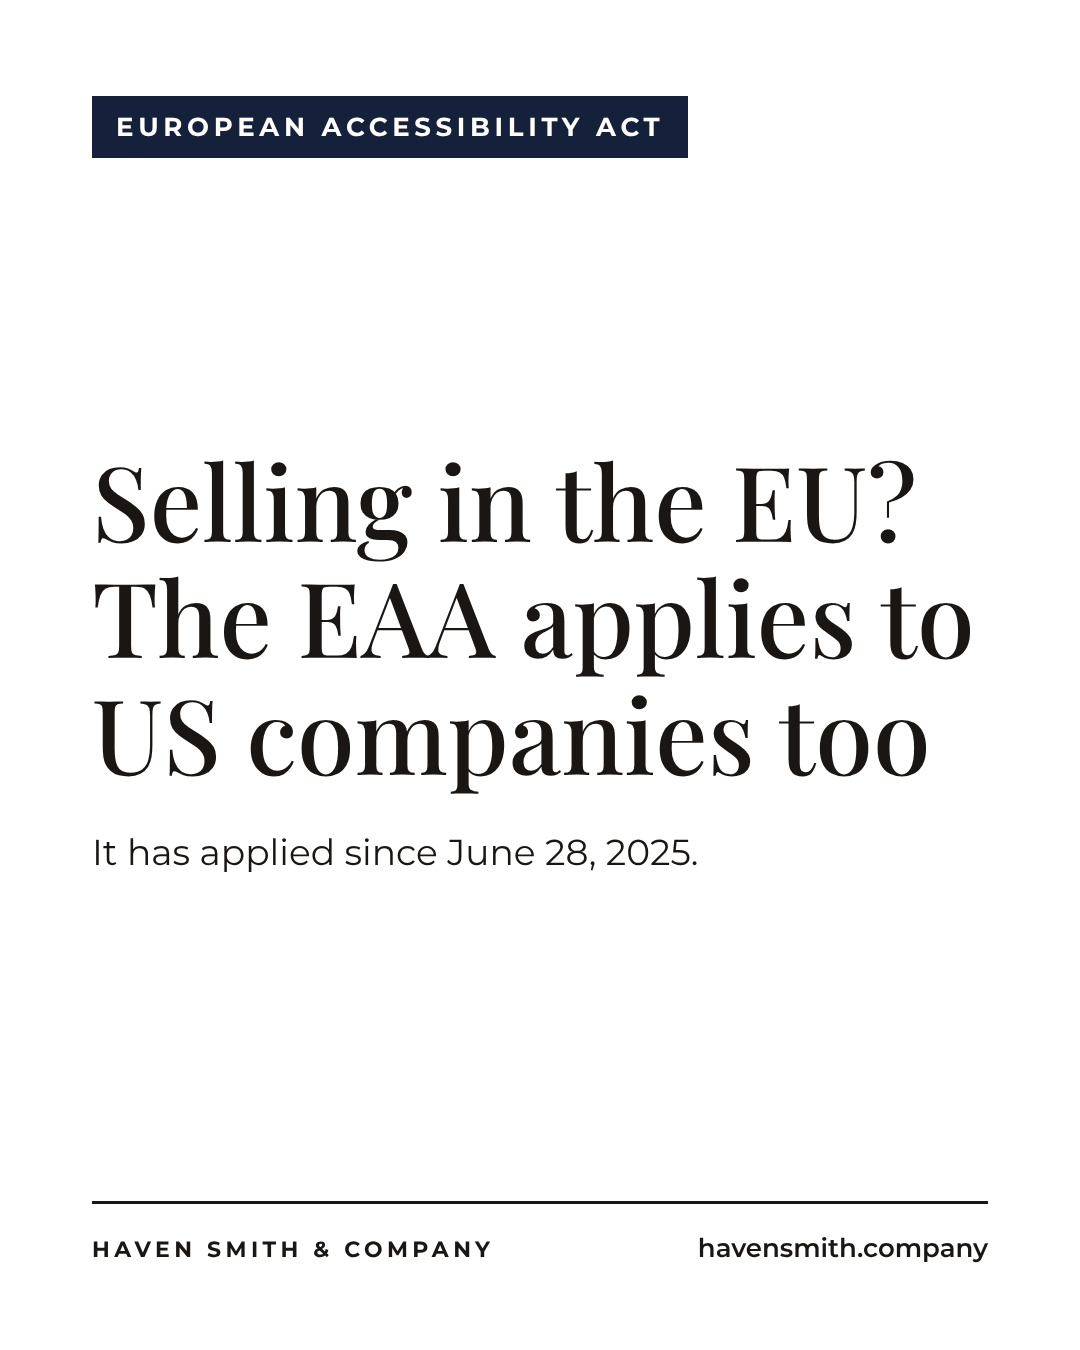 EUROPEAN ACCESSIBILITY ACT
Selling in the EU?
The EAA applies to
US companies too
It has applied since June 28, 2025.
HAVEN SMITH & COMPANY
havensmith.company